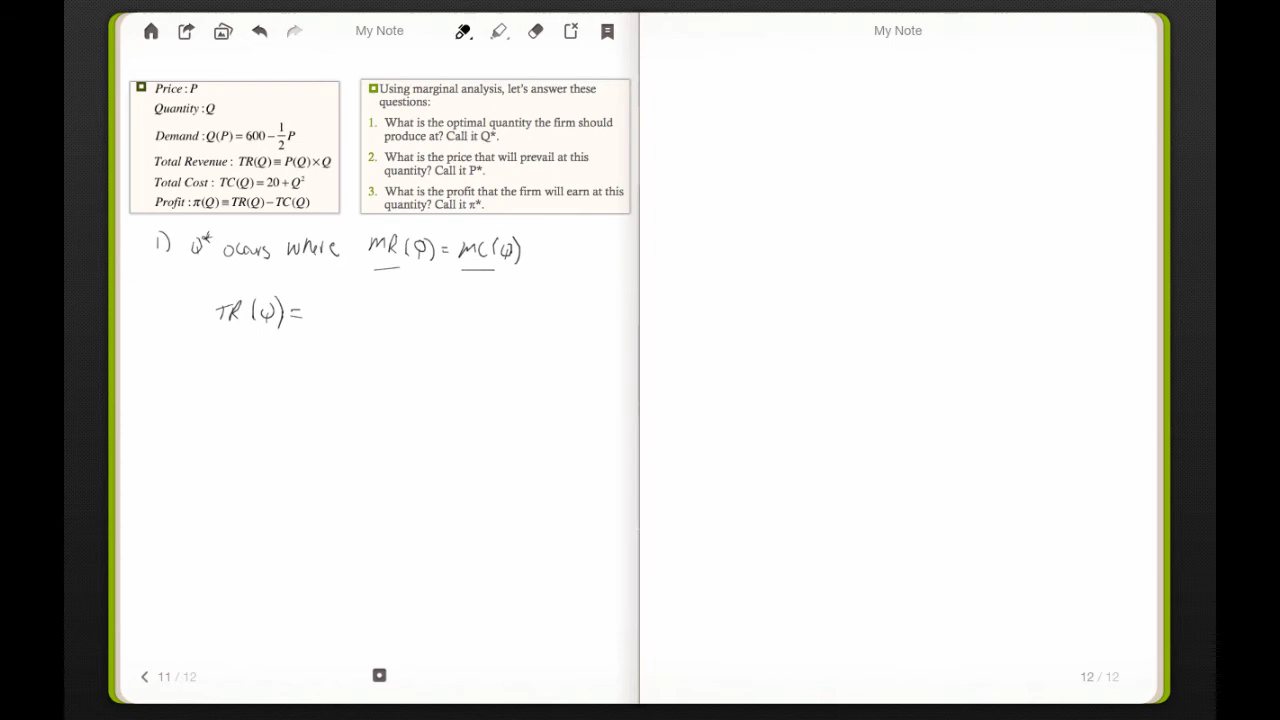 My Note
My Note
Price : P
Quantity : Q
Demand : Q(P) = 600 − 1/2 P
Total Revenue : TR(Q) ≡ P(Q) × Q
Total Cost : TC(Q) = 20 + Q²
Profit : π(Q) ≡ TR(Q) − TC(Q)
Using marginal analysis, let's answer these
questions:
1. What is the optimal quantity the firm should
produce at? Call it Q*.
2. What is the price that will prevail at this
quantity? Call it P*.
3. What is the profit that the firm will earn at this
quantity? Call it π*.
1) Q* occurs where MR(Q) = MC(Q)
TR(Q) =
11 / 12
12 / 12